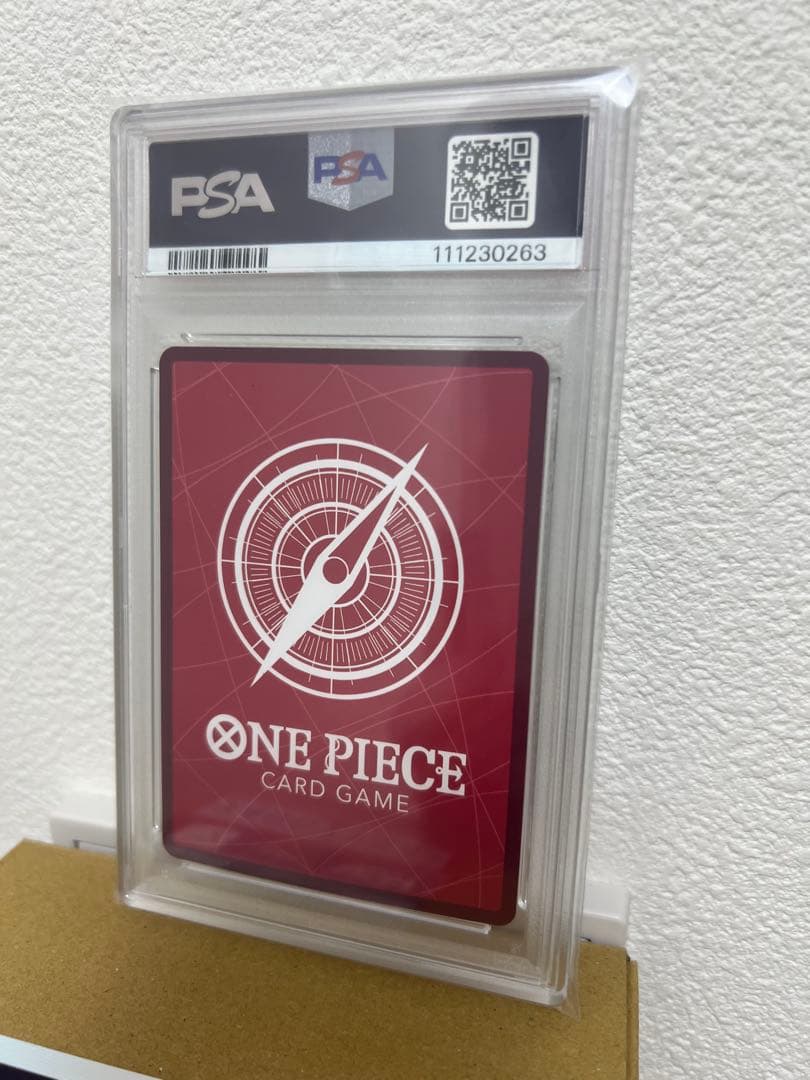 PSA
PSA
111230263
ONE PIECE
CARD GAME